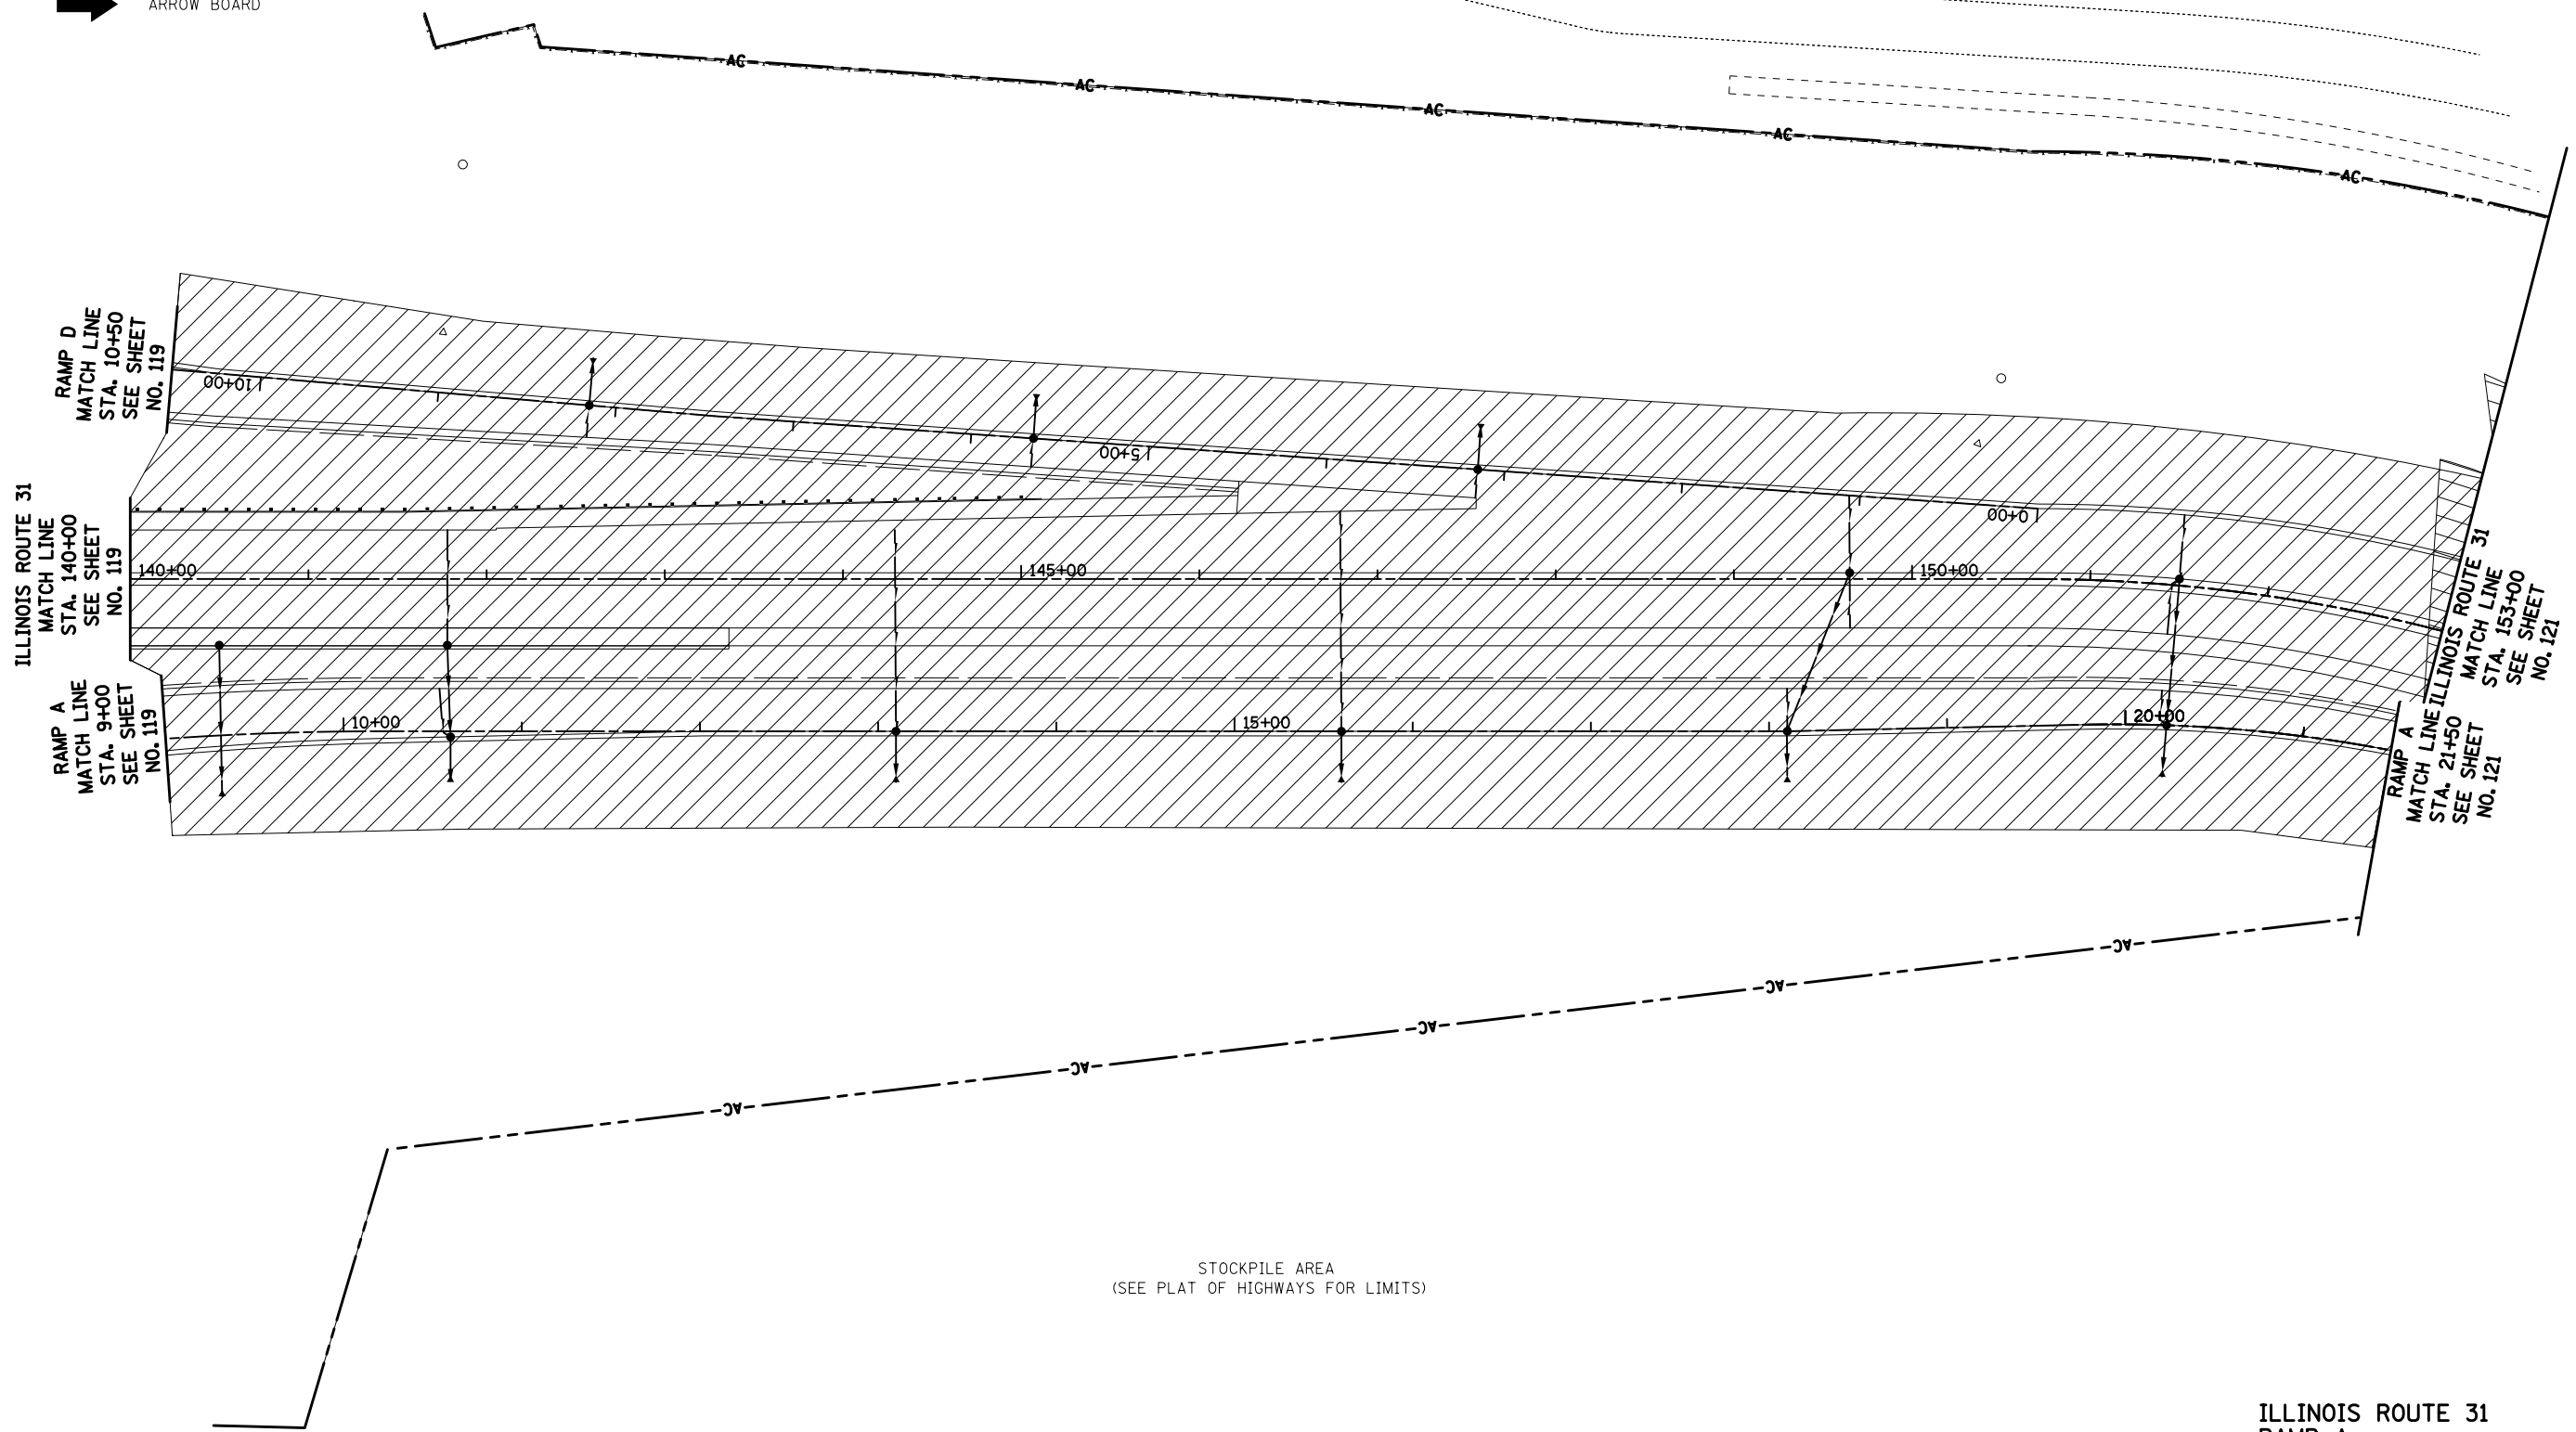 ARROW BOARD
AC
AC
AC
AC
AC
RAMP D
MATCH LINE
STA. 10+50
SEE SHEET
NO. 119
10+00
5+00
0+00
ILLINOIS ROUTE 31
MATCH LINE
STA. 140+00
SEE SHEET
NO. 119
140+00
145+00
150+00
ILLINOIS ROUTE 31
MATCH LINE
STA. 153+00
SEE SHEET
NO. 121
RAMP A
MATCH LINE
STA. 9+00
SEE SHEET
NO. 119
10+00
15+00
20+00
RAMP A
MATCH LINE
STA. 21+50
SEE SHEET
NO. 121
AC
AC
AC
AC
AC
STOCKPILE AREA
(SEE PLAT OF HIGHWAYS FOR LIMITS)
ILLINOIS ROUTE 31
RAMP A